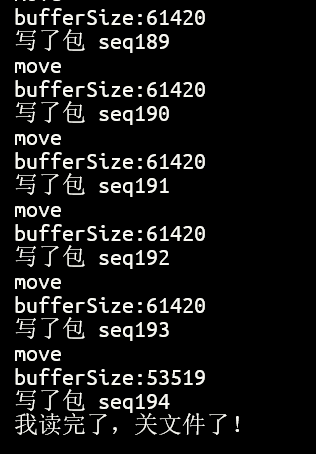 bufferSize:61420
写了包 seq189
move
bufferSize:61420
写了包 seq190
move
bufferSize:61420
写了包 seq191
move
bufferSize:61420
写了包 seq192
move
bufferSize:61420
写了包 seq193
move
bufferSize:53519
写了包 seq194
我读完了，关文件了！